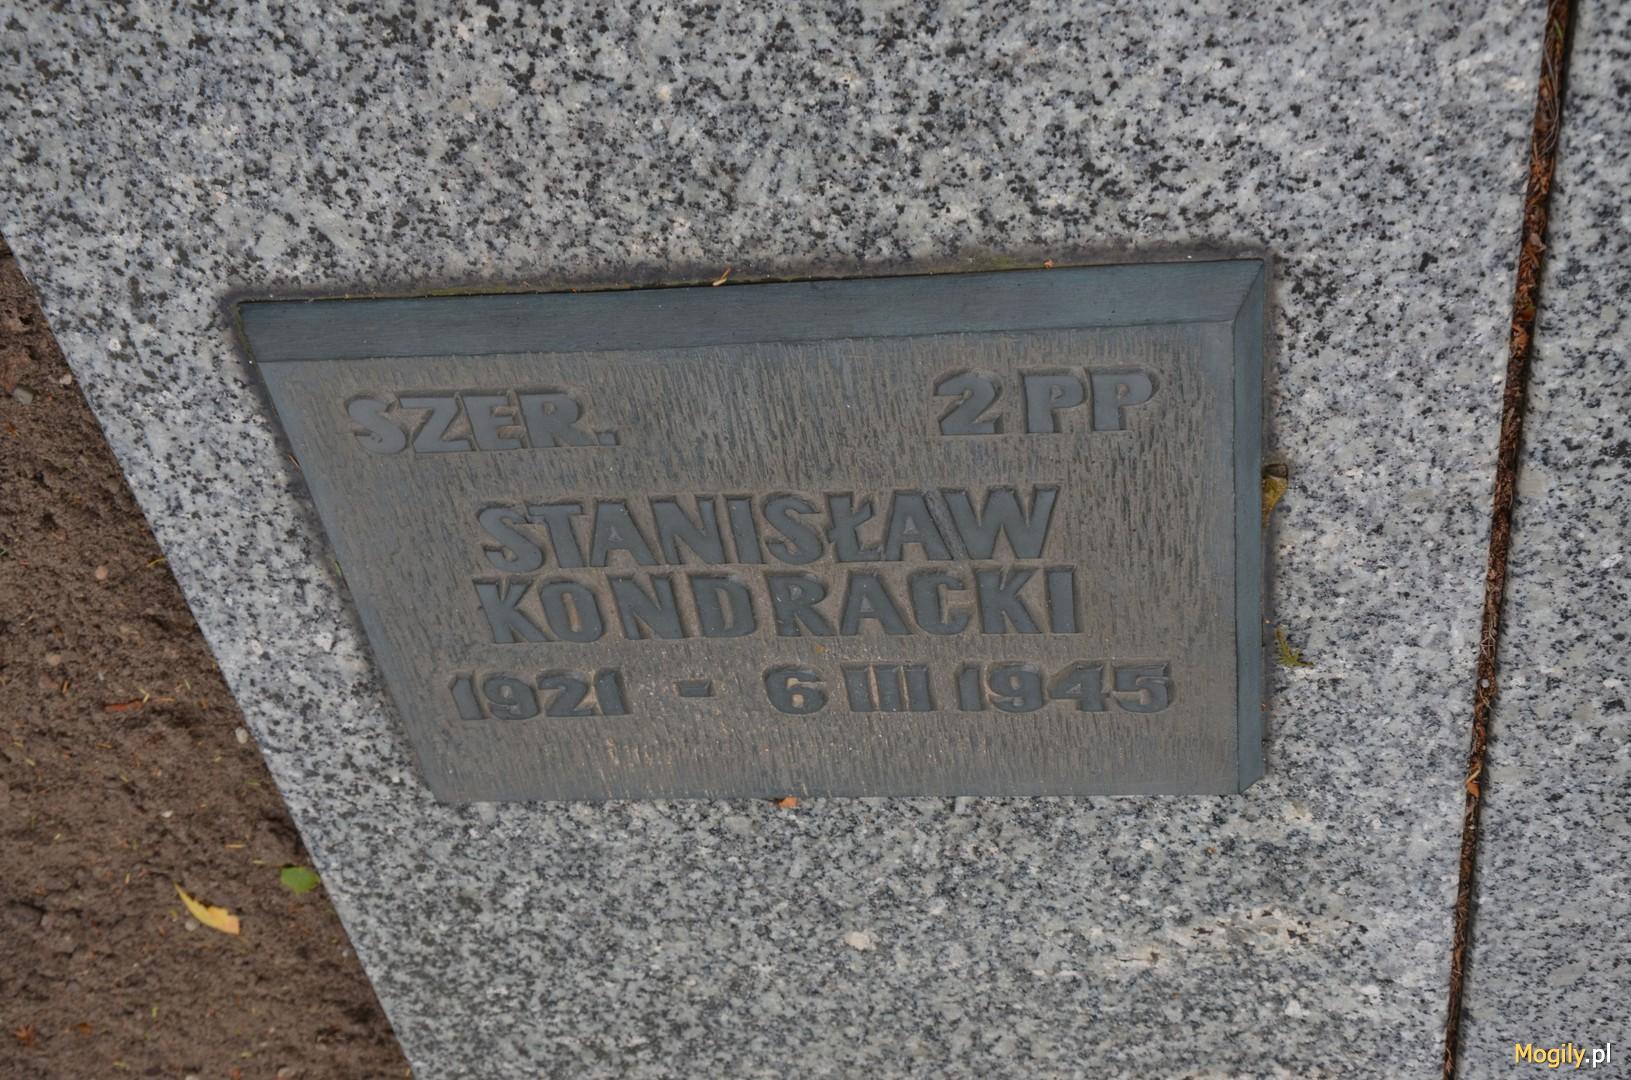 SZER. 2 PP
STANISŁAW
KONDRACKI
1921 - 6 III 1945
Mogily.pl